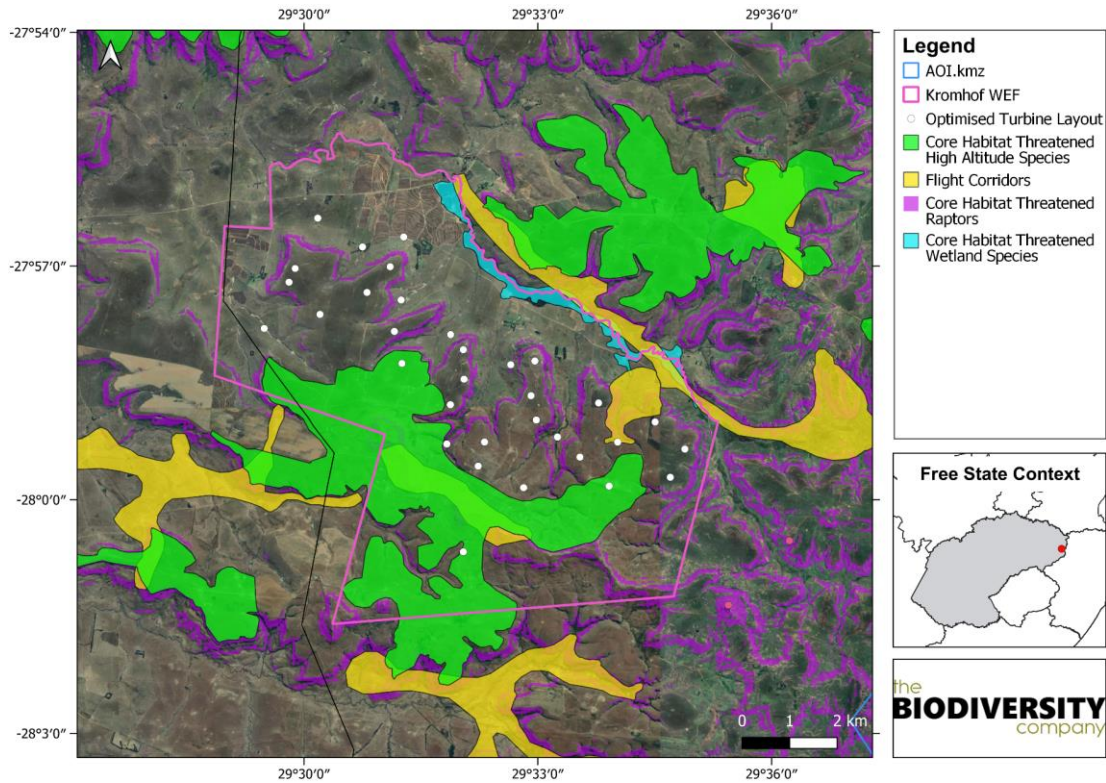 29°30'0" 29°33'0" 29°36'0"
-27°54'0"
-27°57'0"
-28°0'0"
-28°3'0"
0 1 2 km
29°30'0" 29°33'0" 29°36'0"
Legend
AOI.kmz
Kromhof WEF
Optimised Turbine Layout
Core Habitat Threatened
High Altitude Species
Flight Corridors
Core Habitat Threatened
Raptors
Core Habitat Threatened
Wetland Species
Free State Context
the
BIODIVERSITY
company